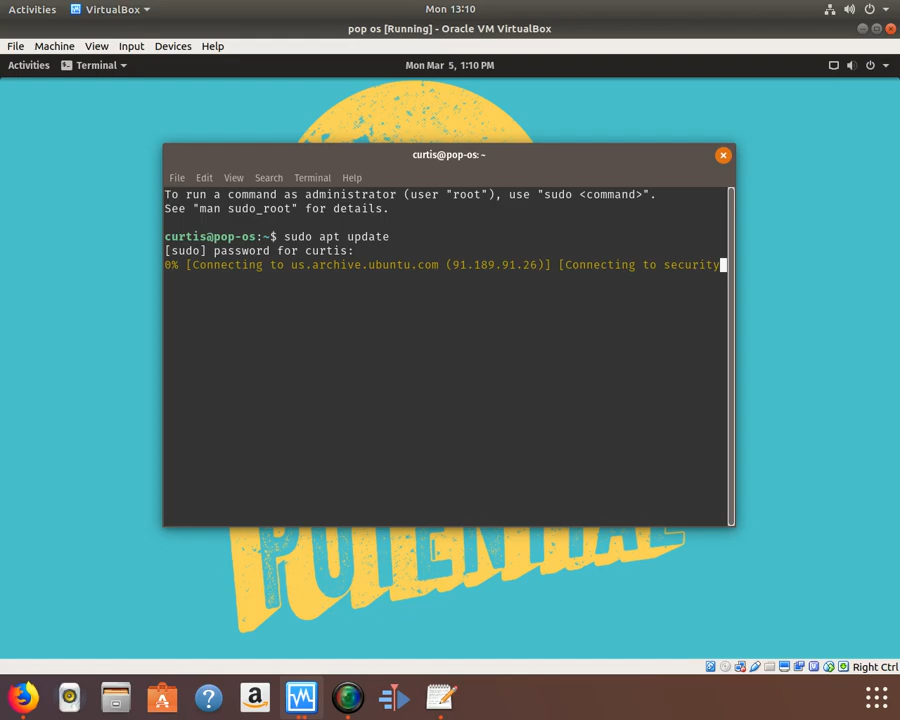 Activities VirtualBox Mon 13:10
pop os [Running] - Oracle VM VirtualBox
File Machine View Input Devices Help
Activities Terminal Mon Mar 5, 1:10 PM
curtis@pop-os: ~
File Edit View Search Terminal Help
To run a command as administrator (user "root"), use "sudo <command>".
See "man sudo_root" for details.
curtis@pop-os:~$ sudo apt update
[sudo] password for curtis:
0% [Connecting to us.archive.ubuntu.com (91.189.91.26)] [Connecting to security
POTENTIAL
Right Ctrl